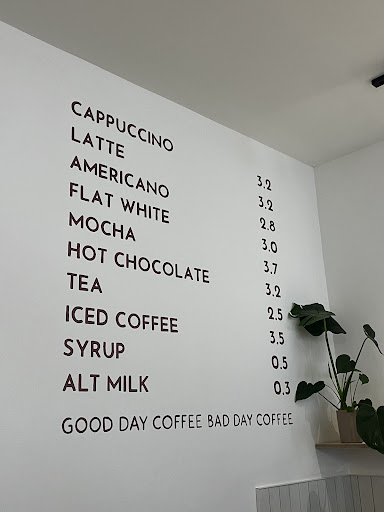 CAPPUCCINO 3.2
LATTE 3.2
AMERICANO 2.8
FLAT WHITE 3.0
MOCHA 3.7
HOT CHOCOLATE 3.2
TEA 2.5
ICED COFFEE 3.5
SYRUP 0.5
ALT MILK 0.3
GOOD DAY COFFEE BAD DAY COFFEE